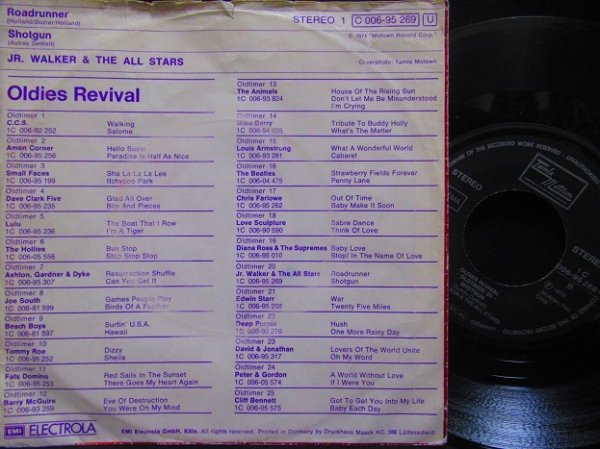 Roadrunner
(Holland/Dozier/Holland)
Shotgun
(Autrey DeWalt)
STEREO 1 C 006-95 269 U
℗ 1974 "Motown Record Corp."
JR. WALKER & THE ALL STARS
Coverphoto: Tamla Motown
Oldies Revival
Oldtimer 1
C.C.S. Walking
1C 006-92 252 Salome
Oldtimer 2
Amen Corner Hello Susie
1C 006-95 256 Paradise Is Half As Nice
Oldtimer 3
Small Faces Sha La La La Lee
1C 006-95 199 Itchycoo Park
Oldtimer 4
Dave Clark Five Glad All Over
1C 006-95 235 Bits And Pieces
Oldtimer 5
Lulu The Boat That I Row
1C 006-95 236 I'm A Tiger
Oldtimer 6
The Hollies Bus Stop
1C 006-05 556 Stop Stop Stop
Oldtimer 7
Ashton, Gardner & Dyke Resurrection Shuffle
1C 006-95 307 Can You Get It
Oldtimer 8
Joe South Games People Play
1C 006-81 599 Birds Of A Feather
Oldtimer 9
Beach Boys Surfin' U.S.A.
1C 006-81 597 Hawaii
Oldtimer 10
Tommy Roe Dizzy
1C 006-95 252 Sheila
Oldtimer 11
Fats Domino Red Sails In The Sunset
1C 006-95 253 There Goes My Heart Again
Oldtimer 12
Barry McGuire Eve Of Destruction
1C 006-93 259 You Were On My Mind
Oldtimer 13
The Animals House Of The Rising Sun
1C 006-93 824 Don't Let Me Be Misunderstood
I'm Crying
Oldtimer 14
Mike Berry Tribute To Buddy Holly
1C 006- What's The Matter
Oldtimer 15
Louis Armstrong What A Wonderful World
1C 006-93 281 Cabaret
Oldtimer 16
The Beatles Strawberry Fields Forever
1C 006-04 475 Penny Lane
Oldtimer 17
Chris Farlowe Out Of Time
1C 006-95 262 Baby Make It Soon
Oldtimer 18
Love Sculpture Sabre Dance
1C 006-90 590 Think Of Love
Oldtimer 19
Diana Ross & The Supremes Baby Love
1C 006-95 010 Stop! In The Name Of Love
Oldtimer 20
Jr. Walker & The All Stars Roadrunner
1C 006-95 269 Shotgun
Oldtimer 21
Edwin Starr War
1C 006-95 Twenty Five Miles
Oldtimer 22
Deep Purple Hush
1C 006-95 270 One More Rainy Day
Oldtimer 23
David & Jonathan Lovers Of The World Unite
1C 006-95 317 Oh My Word
Oldtimer 24
Peter & Gordon A World Without Love
1C 006-05 574 If I Were You
Oldtimer 25
Cliff Bennett Got To Get You Into My Life
1C 006-05 575 Baby Each Day
EMI ELECTROLA
EMI Electrola GmbH, Köln. All rights reserved. Printed in Germany by Druckhaus Maack KG, 588 Lüdenscheid
STEREO
Tamla Motown
1 C
006-95 269
B